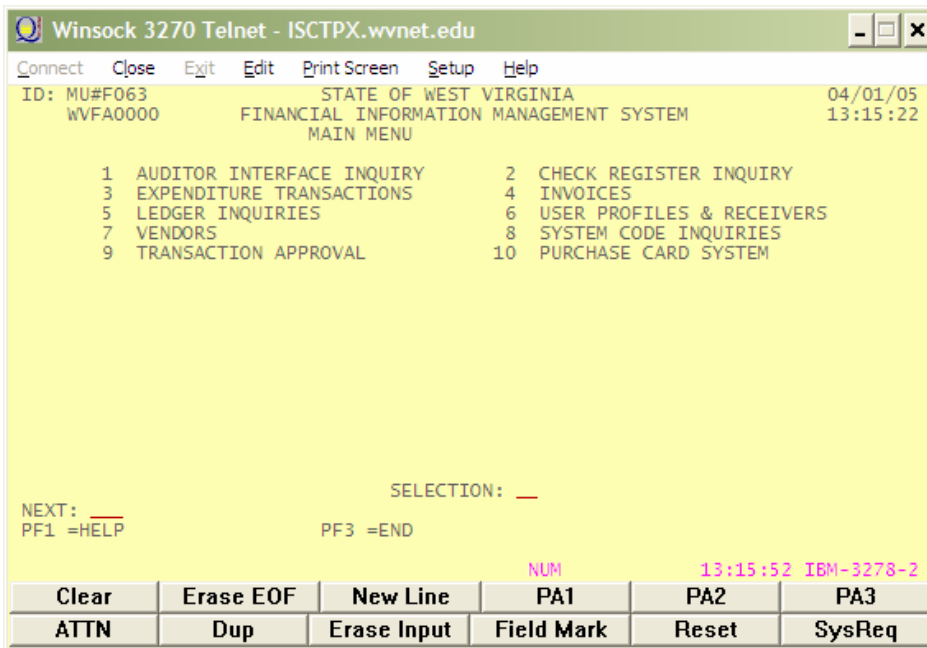 Winsock 3270 Telnet - ISCTPX.wvnet.edu
Connect Close Exit Edit Print Screen Setup Help
ID: MU#F063 STATE OF WEST VIRGINIA 04/01/05
WVFA0000 FINANCIAL INFORMATION MANAGEMENT SYSTEM 13:15:22
MAIN MENU
1 AUDITOR INTERFACE INQUIRY 2 CHECK REGISTER INQUIRY
3 EXPENDITURE TRANSACTIONS 4 INVOICES
5 LEDGER INQUIRIES 6 USER PROFILES & RECEIVERS
7 VENDORS 8 SYSTEM CODE INQUIRIES
9 TRANSACTION APPROVAL 10 PURCHASE CARD SYSTEM
SELECTION: __
NEXT: ___
PF1 =HELP PF3 =END
NUM 13:15:52 IBM-3278-2
Clear Erase EOF New Line PA1 PA2 PA3
ATTN Dup Erase Input Field Mark Reset SysReq